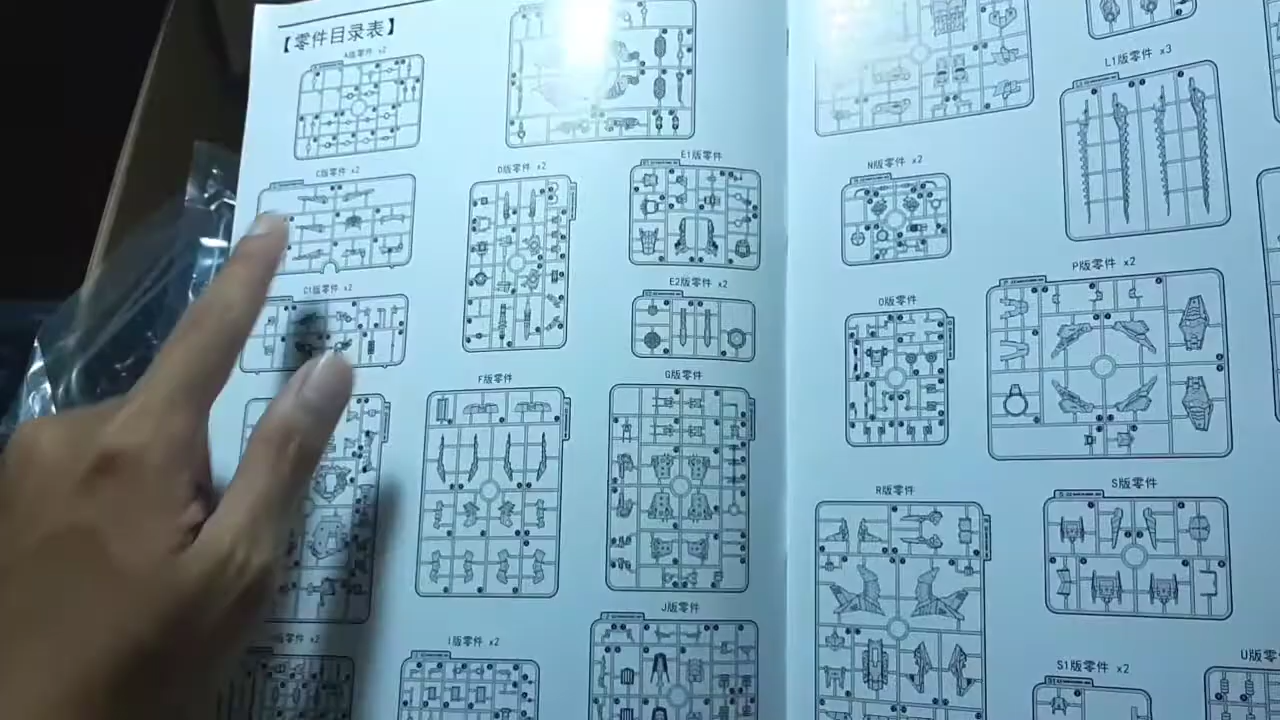 【零件目录表】
A版零件 x2
C版零件 x2
D版零件 x2
E1版零件
C1版零件 x2
E2版零件 x2
F版零件
G版零件
版零件 x2
I版零件 x2
J版零件
L1版零件 x3
N版零件 x2
P版零件 x2
O版零件
R版零件
S版零件
S1版零件 x2
U版零件